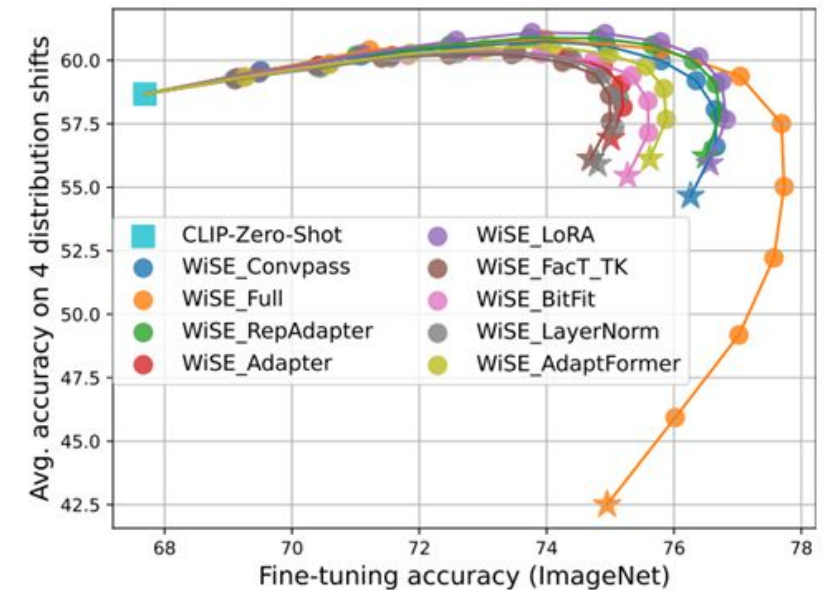 Avg. accuracy on 4 distribution shifts
60.0
57.5
55.0
52.5
50.0
47.5
45.0
42.5
CLIP-Zero-Shot
WiSE_Convpass
WiSE_Full
WiSE_RepAdapter
WiSE_Adapter
WiSE_LoRA
WiSE_FacT_TK
WiSE_BitFit
WiSE_LayerNorm
WiSE_AdaptFormer
68 70 72 74 76 78
Fine-tuning accuracy (ImageNet)